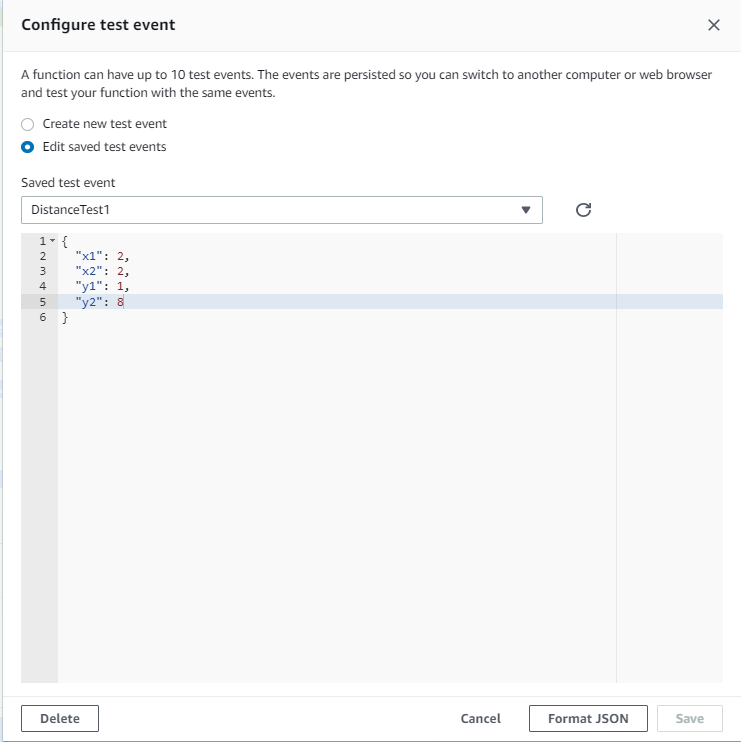 Configure test event
A function can have up to 10 test events. The events are persisted so you can switch to another computer or web browser
and test your function with the same events.
Create new test event
Edit saved test events
Saved test event
DistanceTest1
1 {
2 "x1": 2,
3 "x2": 2,
4 "y1": 1,
5 "y2": 8
6 }
Delete Cancel Format JSON Save